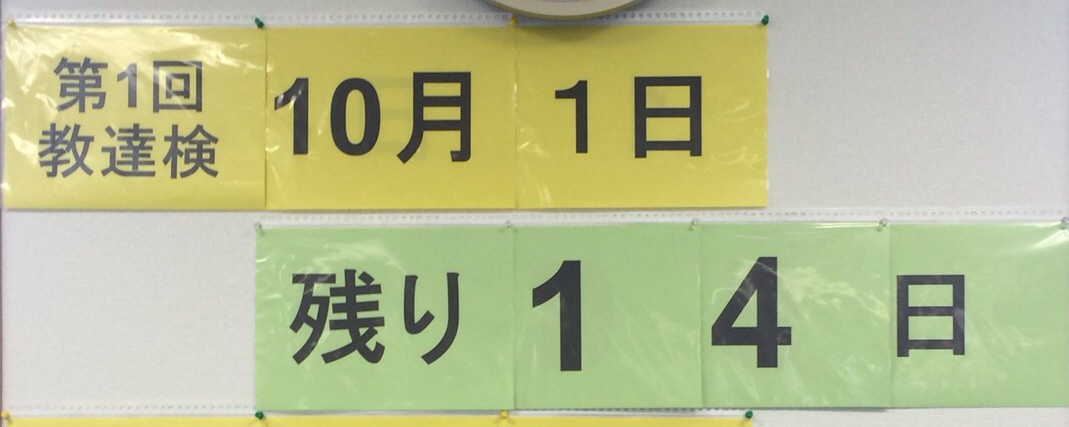 第1回
教達検
10月 1日
残り 14日